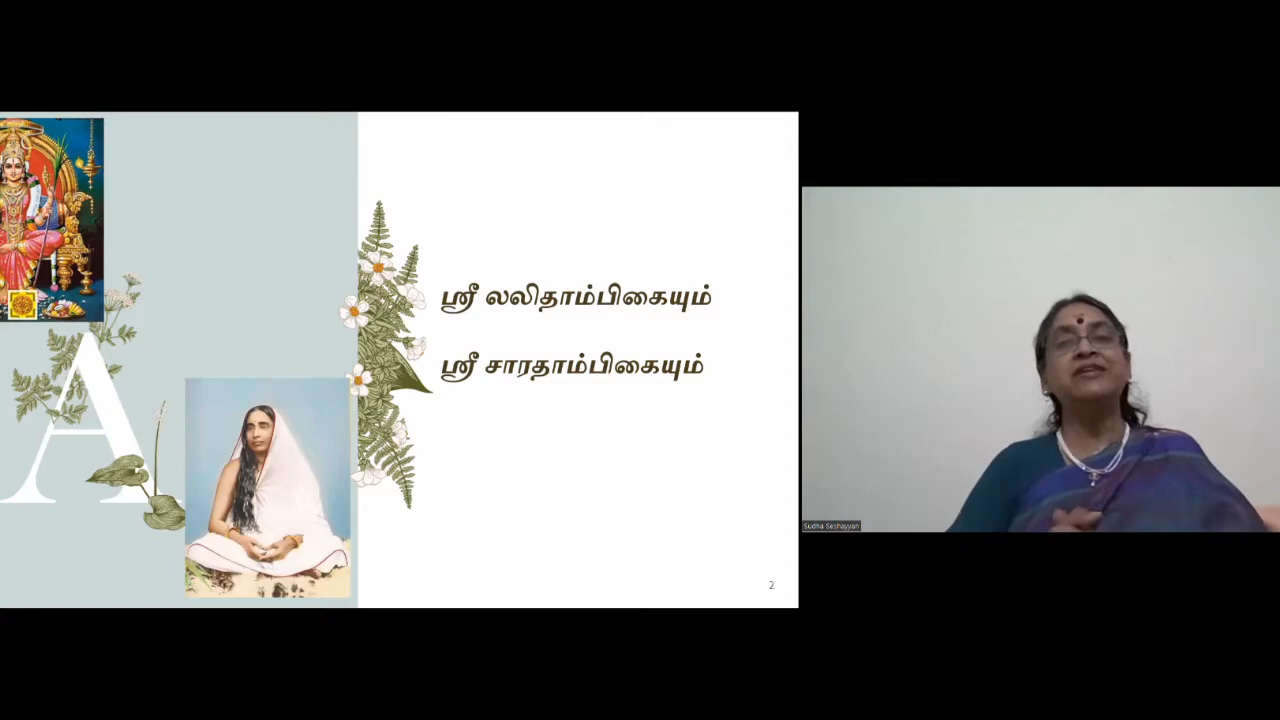 A
ஸ்ரீ லலிதாம்பிகையும்
ஸ்ரீ சாரதாம்பிகையும்
2
Sudha Seshayyan